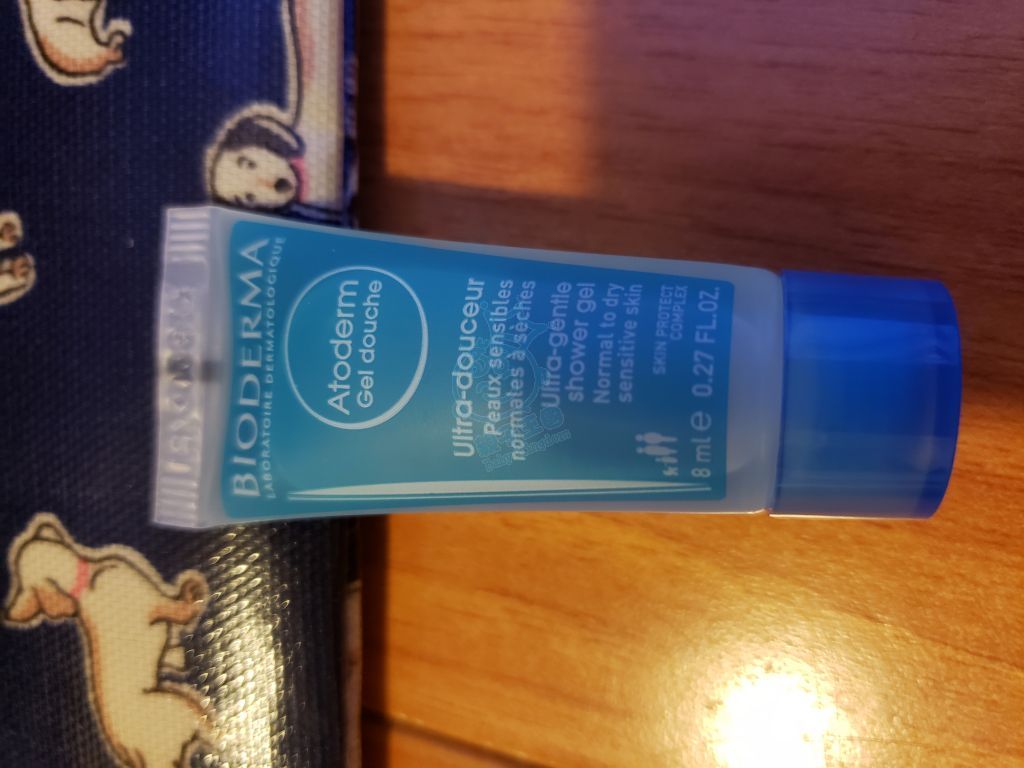 BIODERMA
LABORATOIRE DERMATOLOGIQUE
Atoderm
Gel douche
Ultra-douceur
Peaux sensibles
normales à sèches
Ultra-gentle
shower gel
Normal to dry
sensitive skin
SKIN PROTECT
COMPLEX
8 ml e 0.27 FL.OZ.